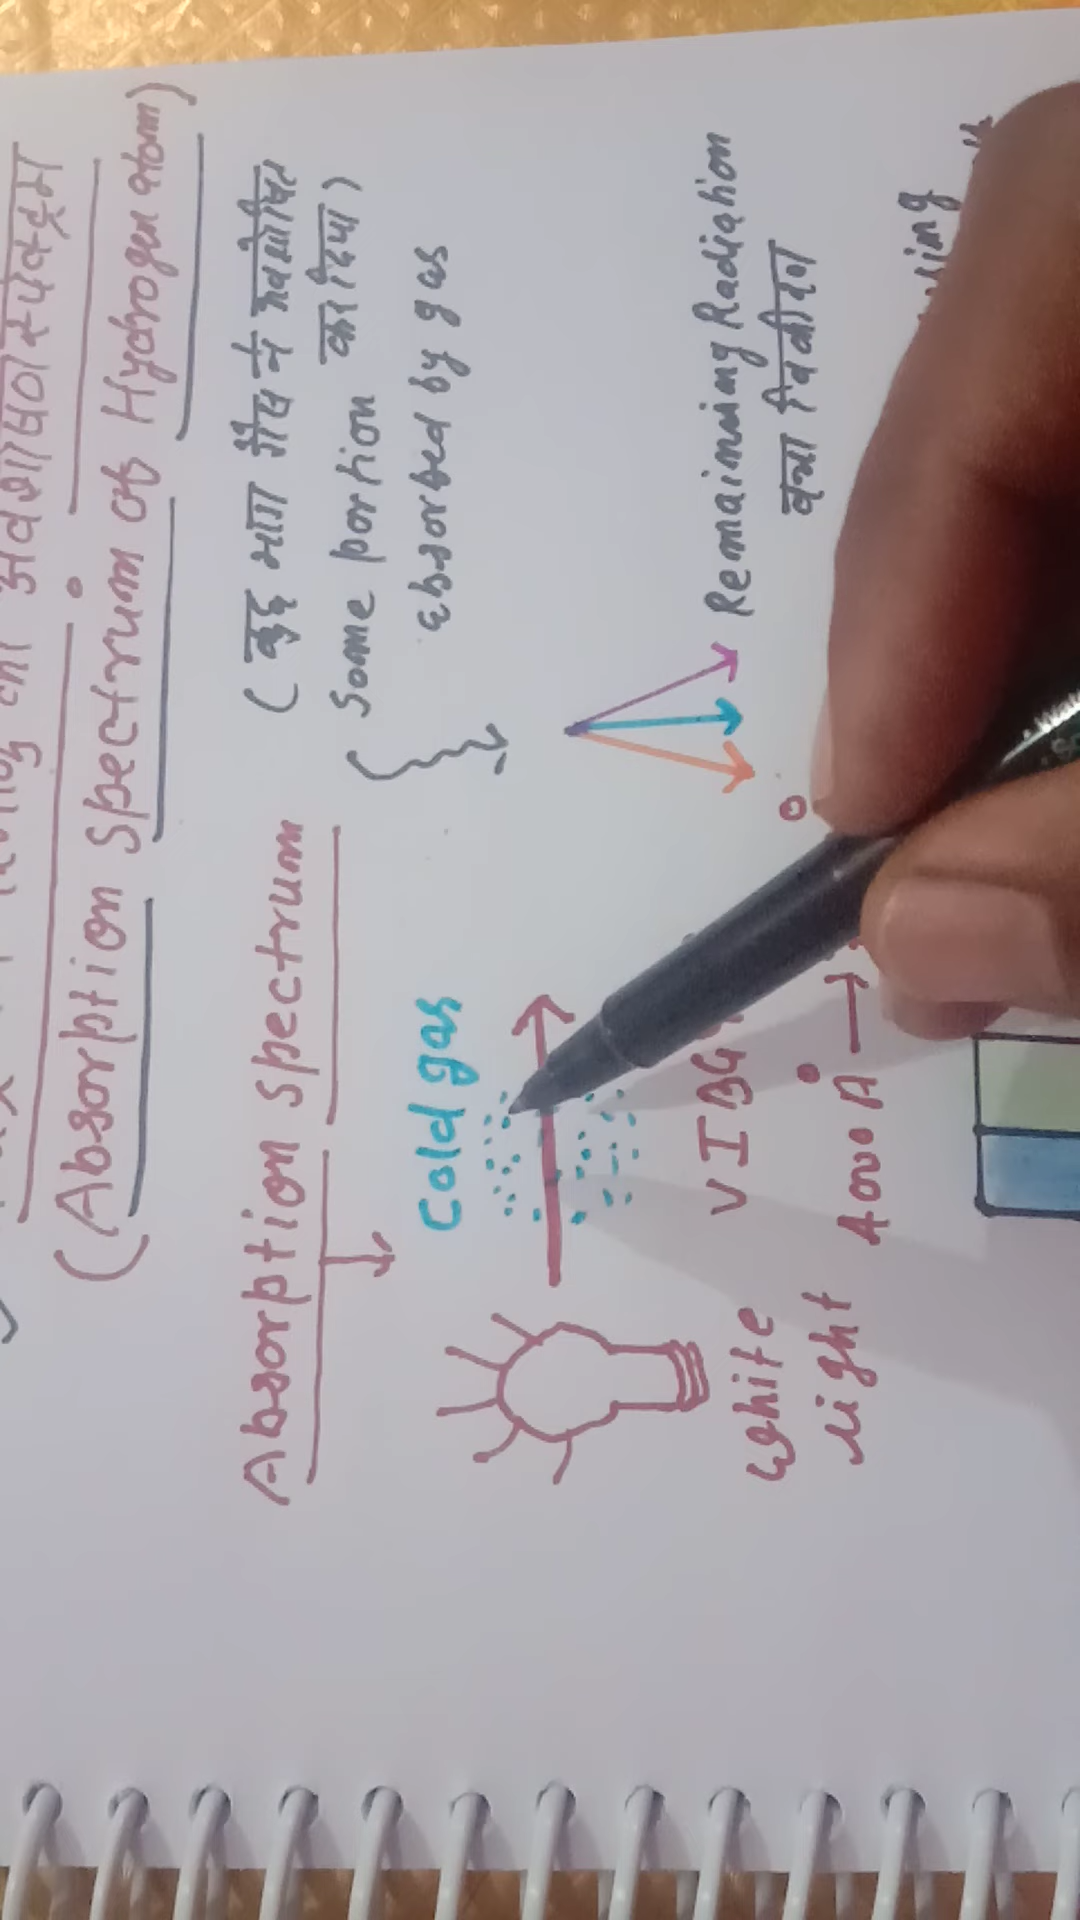 का अवशोषण स्पेक्ट्रम
(Absorption spectrum of Hydrogen atom)
Absorption spectrum
(कुछ भाग गैस ने अवशोषित
कर दिया)
Some portion
absorbed by gas
Cold gas
Remaining Radiation
बचा विकीरण
White
light
VIBG
4000 Å →